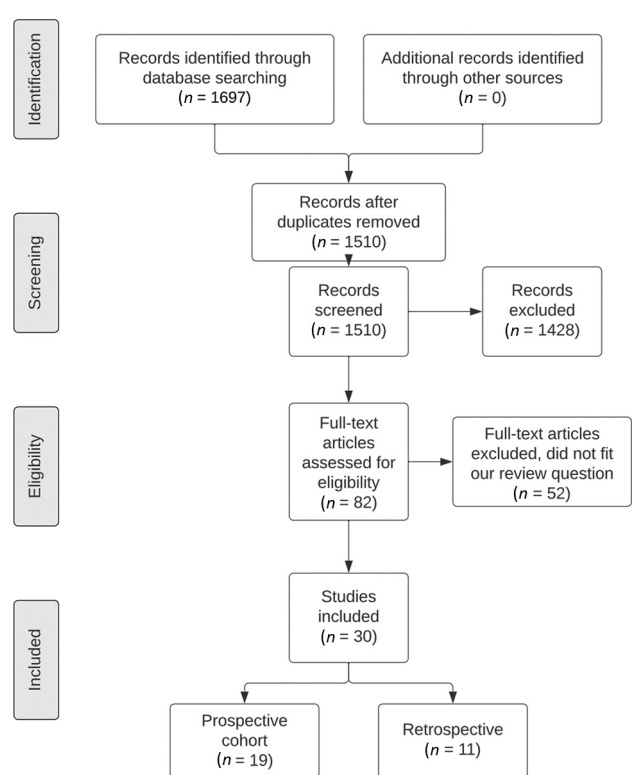 Identification
Records identified through
database searching
(n = 1697)
Additional records identified
through other sources
(n = 0)
Screening
Records after
duplicates removed
(n = 1510)
Records
screened
(n = 1510)
Records
excluded
(n = 1428)
Eligibility
Full-text
articles
assessed for
eligibility
(n = 82)
Full-text articles
excluded, did not fit
our review question
(n = 52)
Included
Studies
included
(n = 30)
Prospective
cohort
(n = 19)
Retrospective
(n = 11)